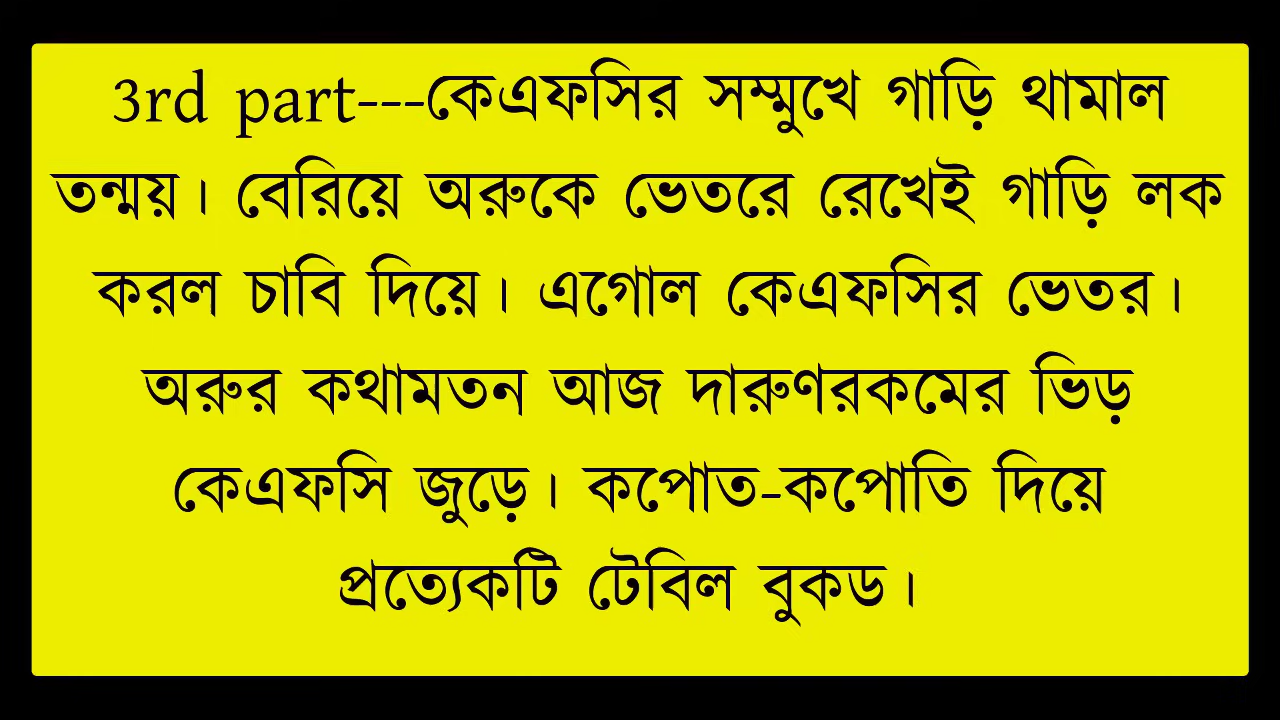 3rd part---কেএফসির সম্মুখে গাড়ি থামাল
তন্ময়। বেরিয়ে অরুকে ভেতরে রেখেই গাড়ি লক
করল চাবি দিয়ে। এগোল কেএফসির ভেতর।
অরুর কথামতন আজ দারুণরকমের ভিড়
কেএফসি জুড়ে। কপোত-কপোতি দিয়ে
প্রত্যেকটি টেবিল বুকড।